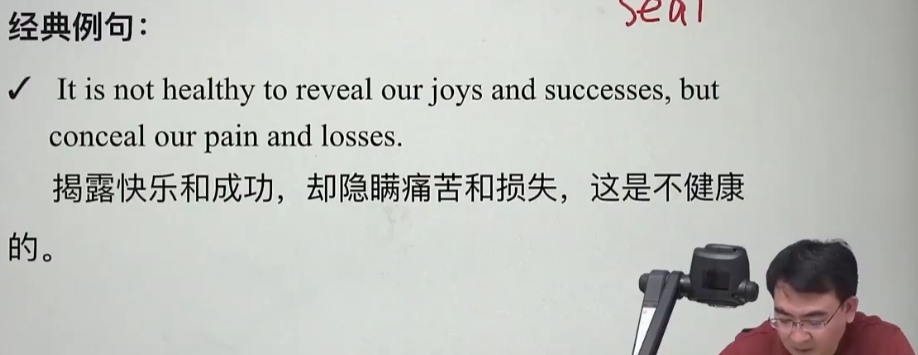 seal
经典例句：
✓ It is not healthy to reveal our joys and successes, but
conceal our pain and losses.
揭露快乐和成功，却隐瞒痛苦和损失，这是不健康
的。